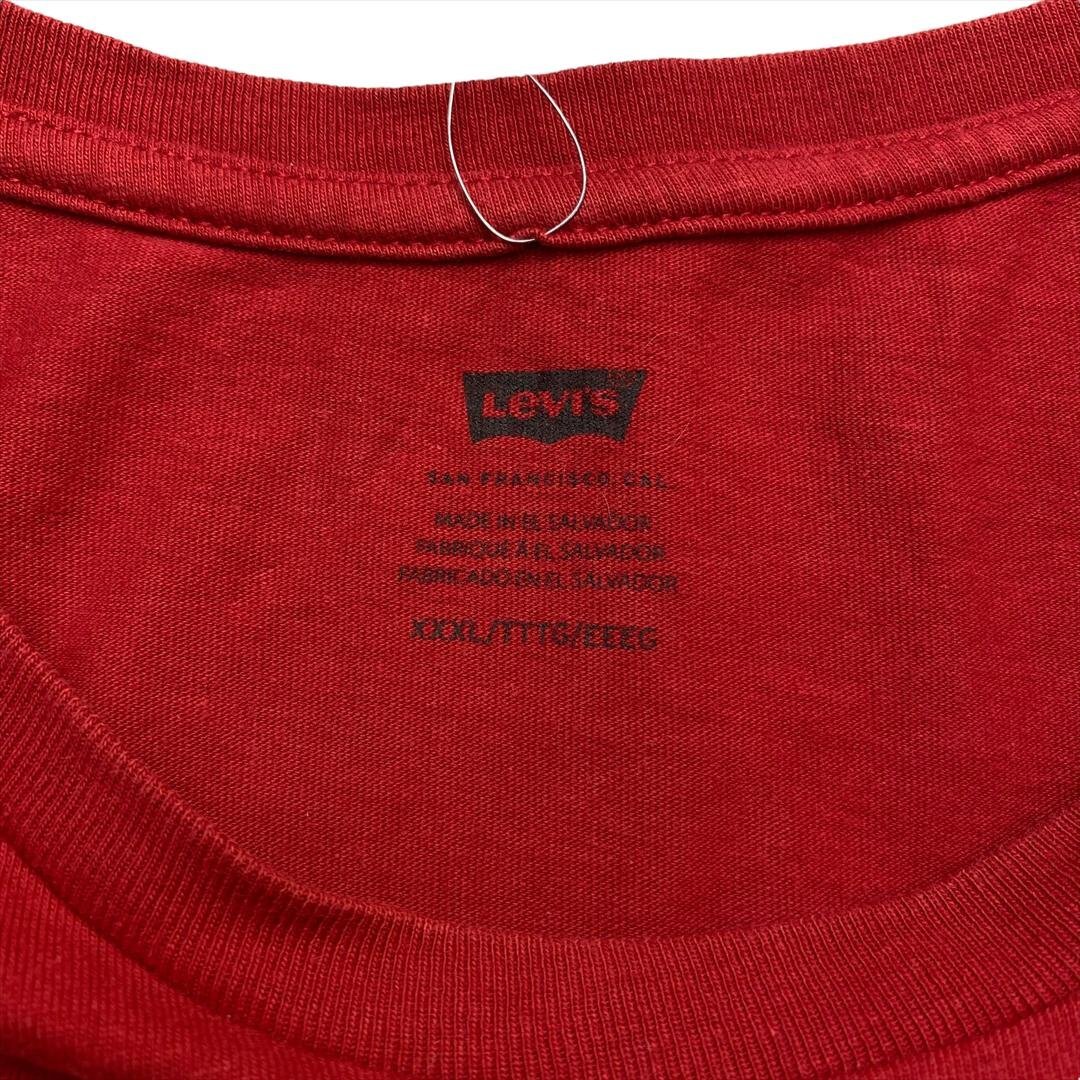 Levi's
SAN FRANCISCO, CAL.
MADE IN EL SALVADOR
FABRIQUÉ À EL SALVADOR
FABRICADO EN EL SALVADOR
XXXL/TTTG/EEEG